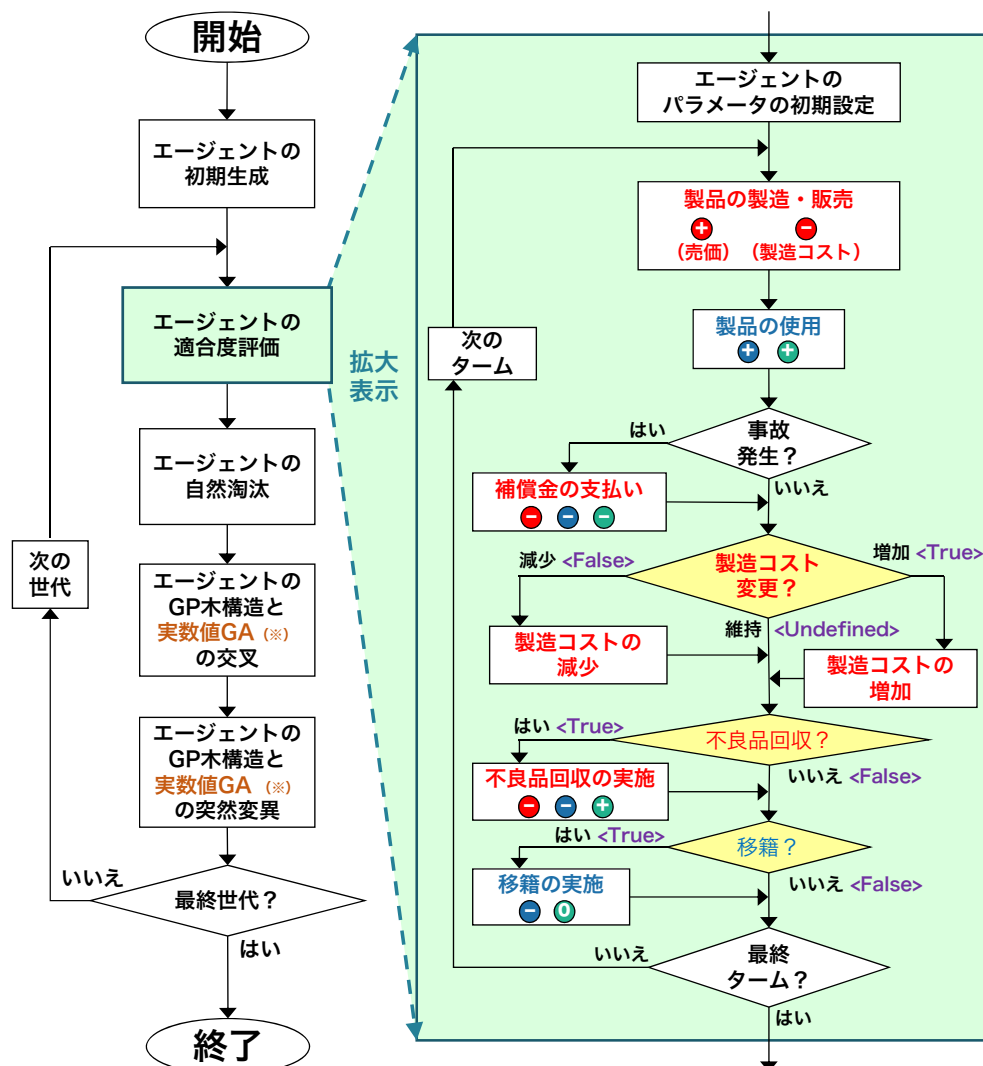 開始
エージェントの
初期生成
エージェントの
適合度評価
エージェントの
自然淘汰
エージェントの
GP木構造と
実数値GA (※)
の交叉
エージェントの
GP木構造と
実数値GA (※)
の突然変異
次の
世代
いいえ
最終世代？
はい
終了
拡大
表示
エージェントの
パラメータの初期設定
製品の製造・販売
+ −
（売価）（製造コスト）
製品の使用
+ +
次の
ターム
事故
発生？
はい
いいえ
補償金の支払い
− − −
減少 <False>
製造コスト
変更？
増加 <True>
維持 <Undefined>
製造コストの
減少
製造コストの
増加
はい <True>
不良品回収？
いいえ <False>
不良品回収の実施
− − +
はい <True>
移籍？
いいえ <False>
移籍の実施
− 0
いいえ
最終
ターム？
はい